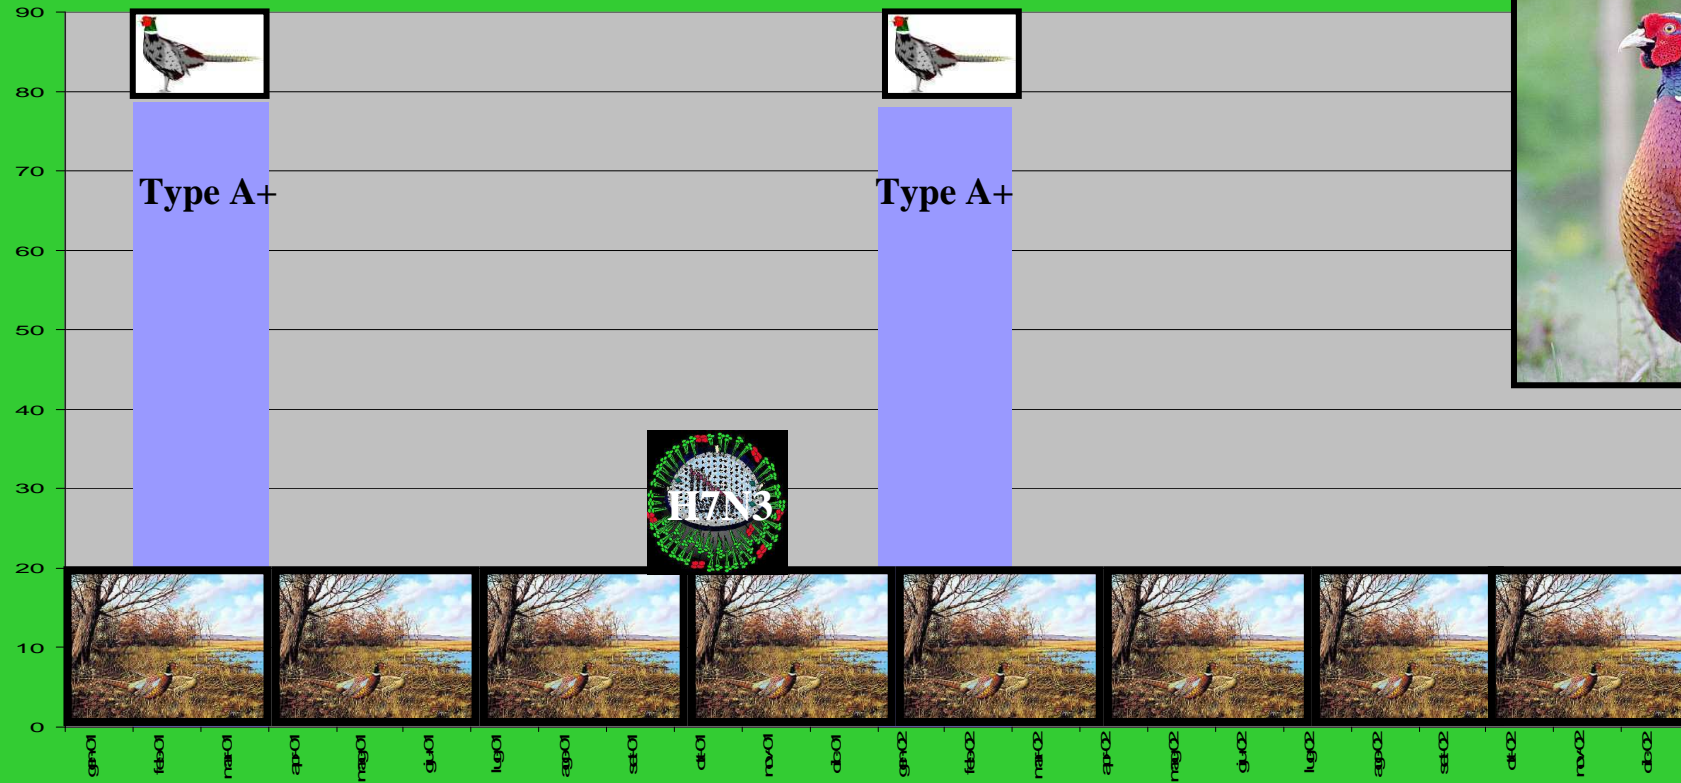 90
80
70
60
50
40
30
20
10
0
Type A+
Type A+
H7N3
gen-01
feb-01
mar-01
apr-01
mag-01
giu-01
lug-01
ago-01
set-01
ott-01
nov-01
dic-01
gen-02
feb-02
mar-02
apr-02
mag-02
giu-02
lug-02
ago-02
set-02
ott-02
nov-02
dic-02